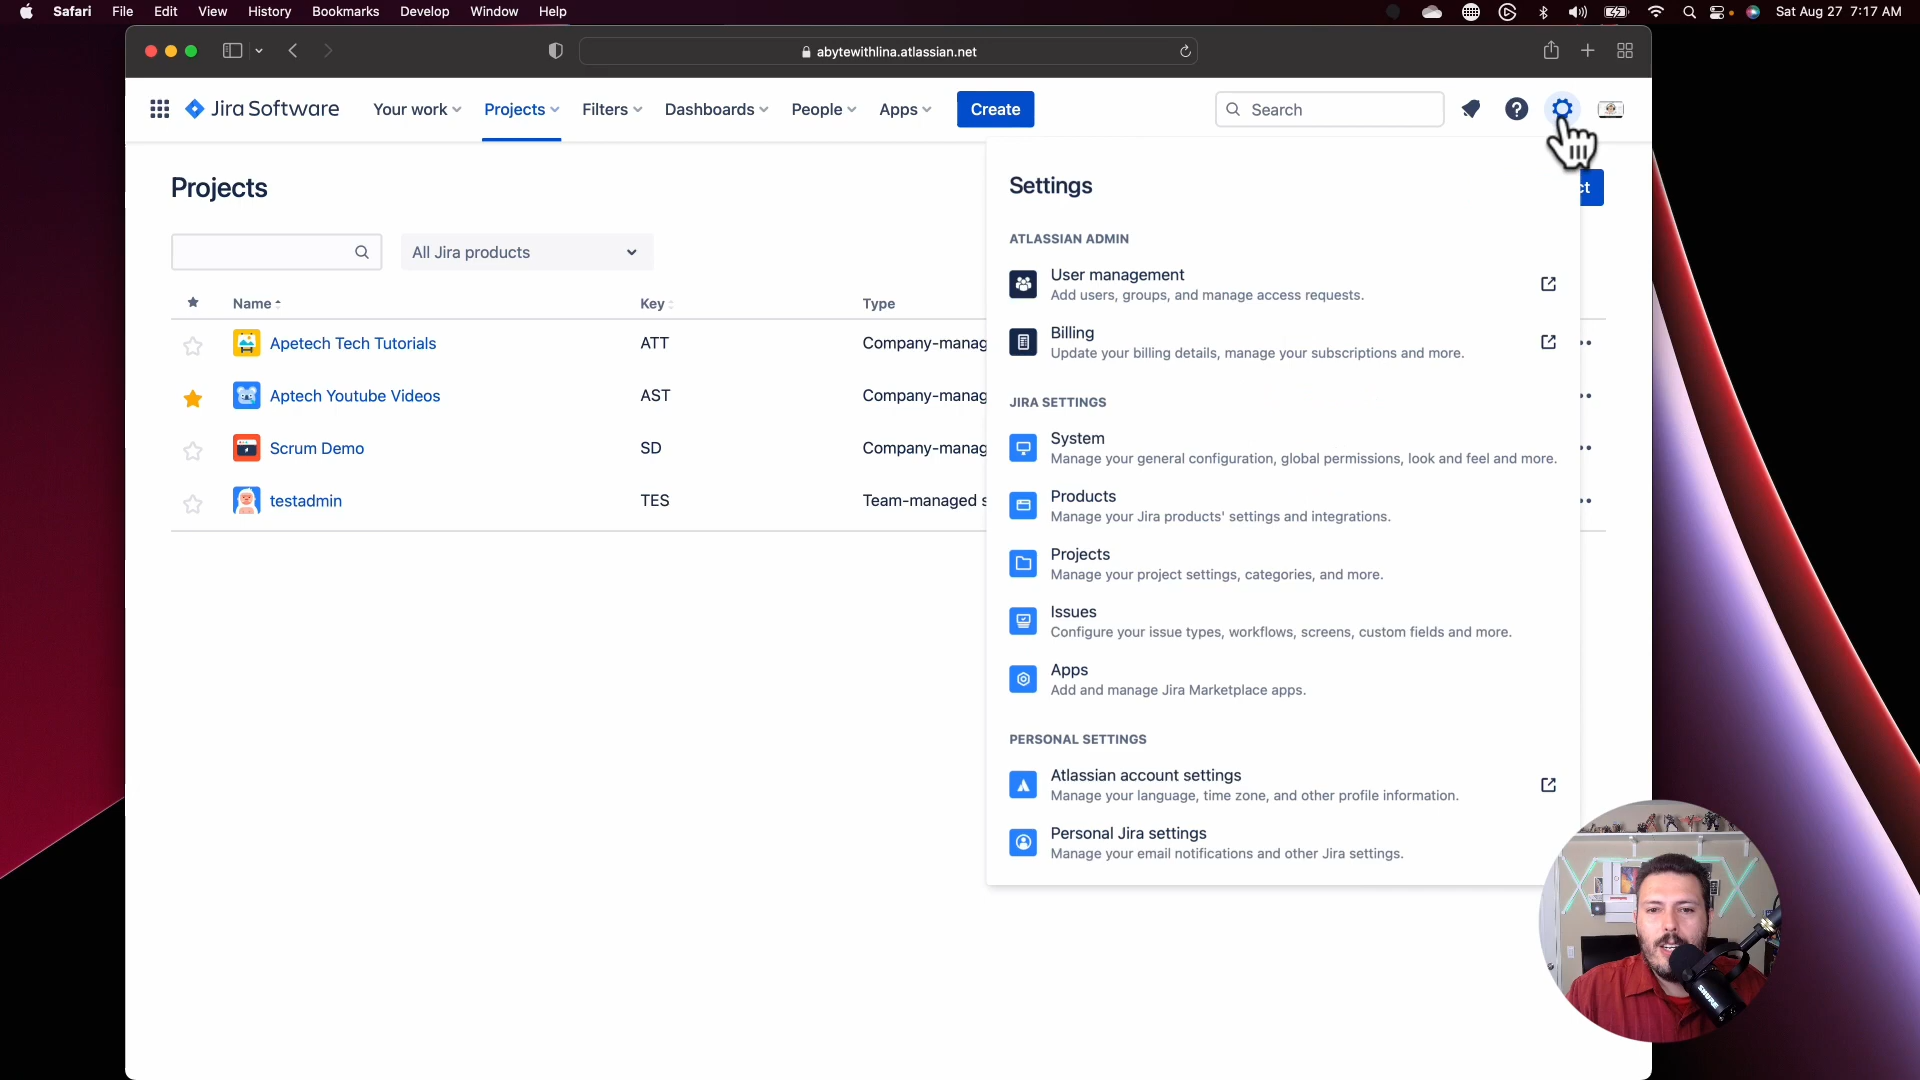 Safari File Edit View History Bookmarks Develop Window Help Sat Aug 27 7:17 AM
abytewithlina.atlassian.net
Jira Software Your work Projects Filters Dashboards People Apps Create Search
Projects
ct
All Jira products
Name Key Type
Apetech Tech Tutorials ATT Company-manag
Aptech Youtube Videos AST Company-manag
Scrum Demo SD Company-manag
testadmin TES Team-managed s
Settings
ATLASSIAN ADMIN
User management
Add users, groups, and manage access requests.
Billing
Update your billing details, manage your subscriptions and more.
JIRA SETTINGS
System
Manage your general configuration, global permissions, look and feel and more.
Products
Manage your Jira products' settings and integrations.
Projects
Manage your project settings, categories, and more.
Issues
Configure your issue types, workflows, screens, custom fields and more.
Apps
Add and manage Jira Marketplace apps.
PERSONAL SETTINGS
Atlassian account settings
Manage your language, time zone, and other profile information.
Personal Jira settings
Manage your email notifications and other Jira settings.
SHURE